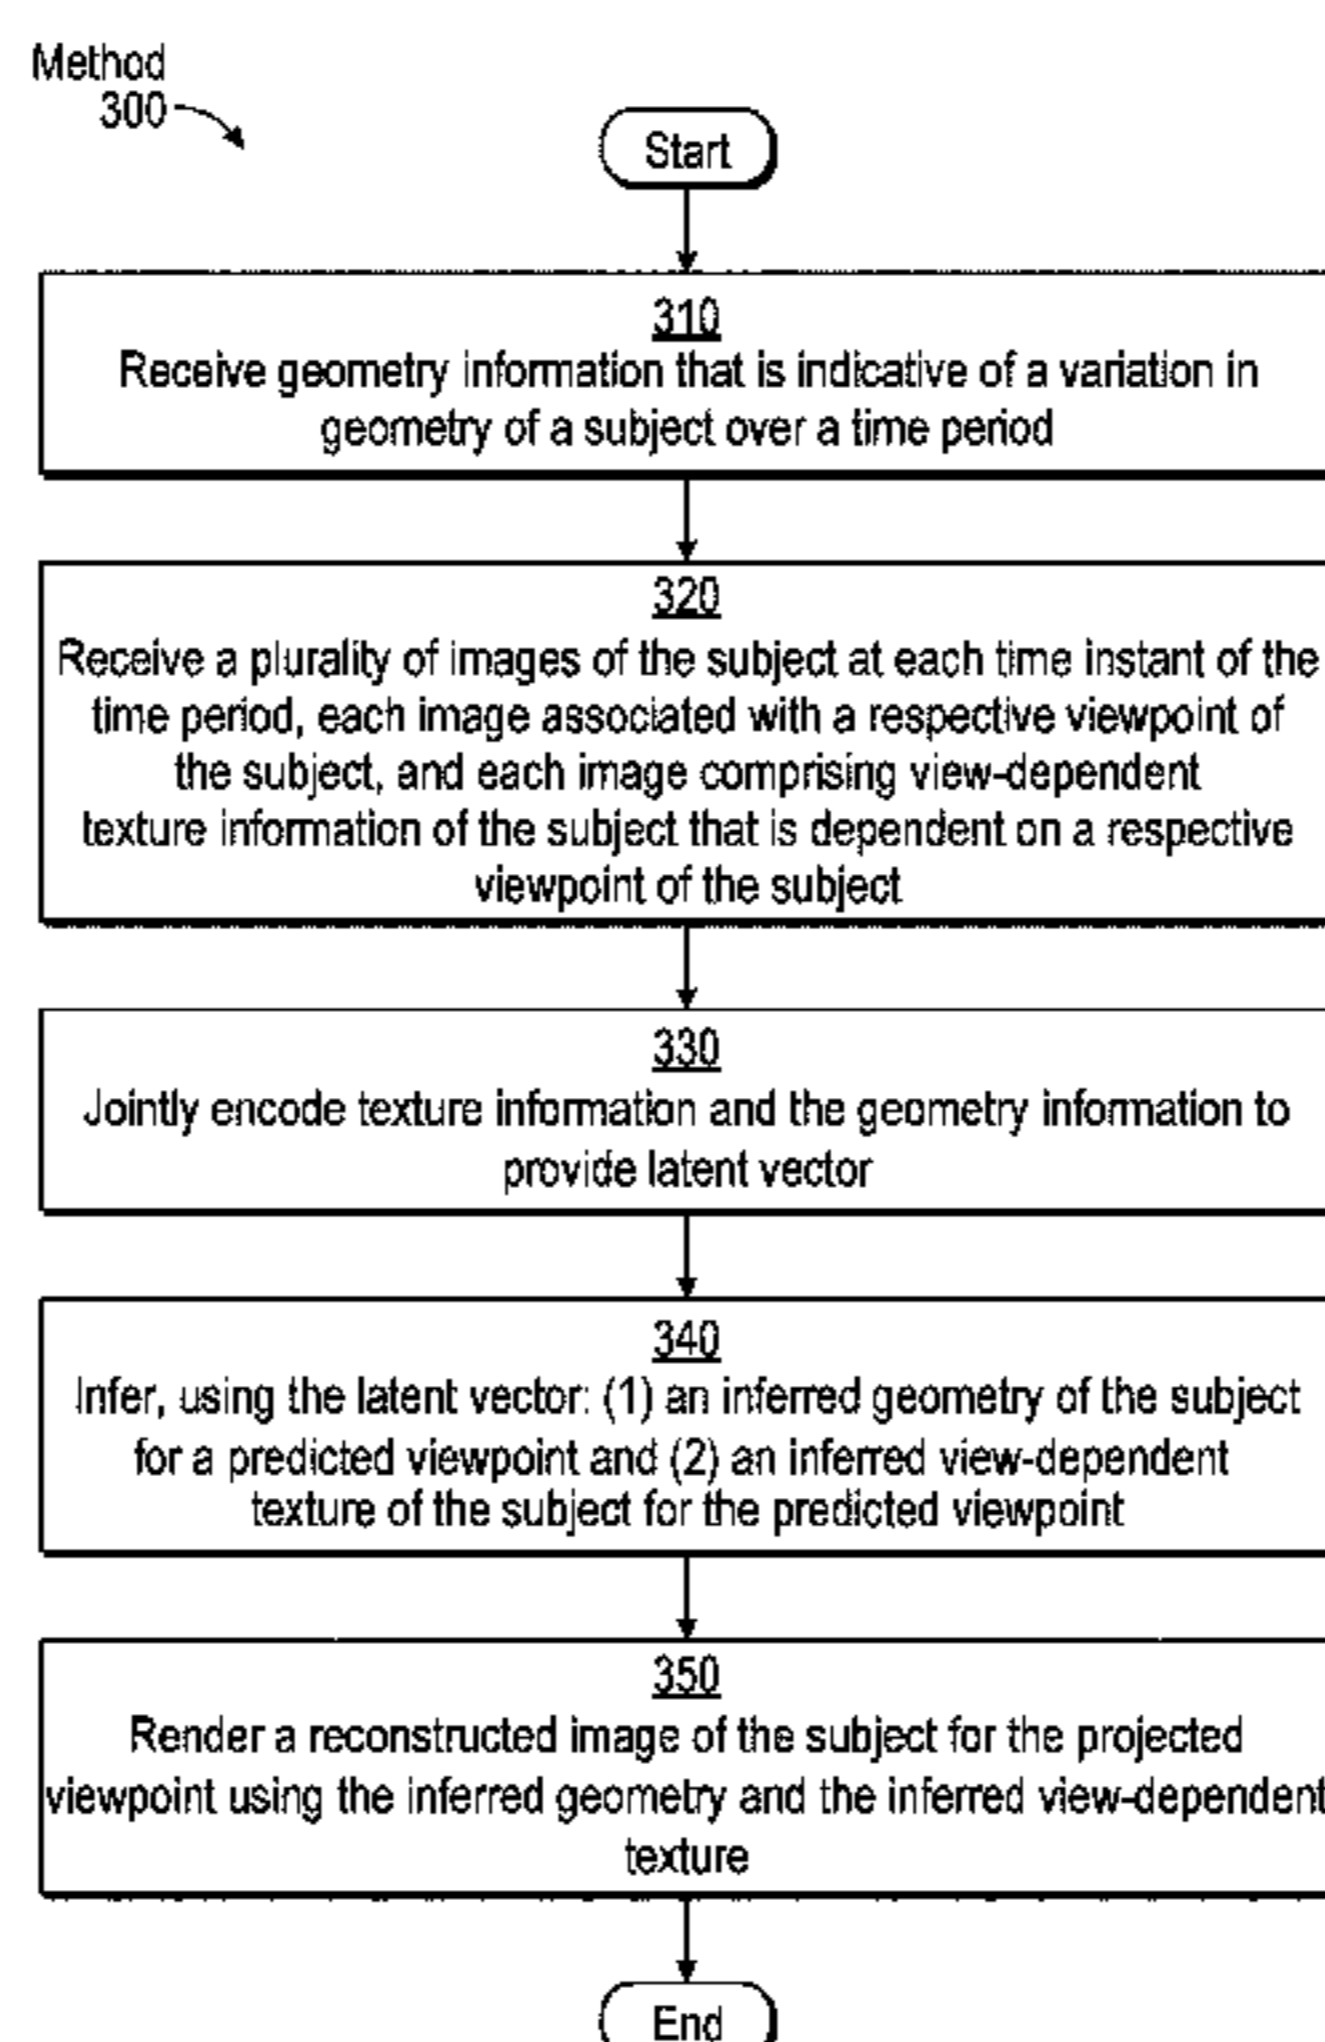 Method
300
Start
310
Receive geometry information that is indicative of a variation in
geometry of a subject over a time period
320
Receive a plurality of images of the subject at each time instant of the
time period, each image associated with a respective viewpoint of
the subject, and each image comprising view-dependent
texture information of the subject that is dependent on a respective
viewpoint of the subject
330
Jointly encode texture information and the geometry information to
provide latent vector
340
Infer, using the latent vector: (1) an inferred geometry of the subject
for a predicted viewpoint and (2) an inferred view-dependent
texture of the subject for the predicted viewpoint
350
Render a reconstructed image of the subject for the projected
viewpoint using the inferred geometry and the inferred view-dependent
texture
End